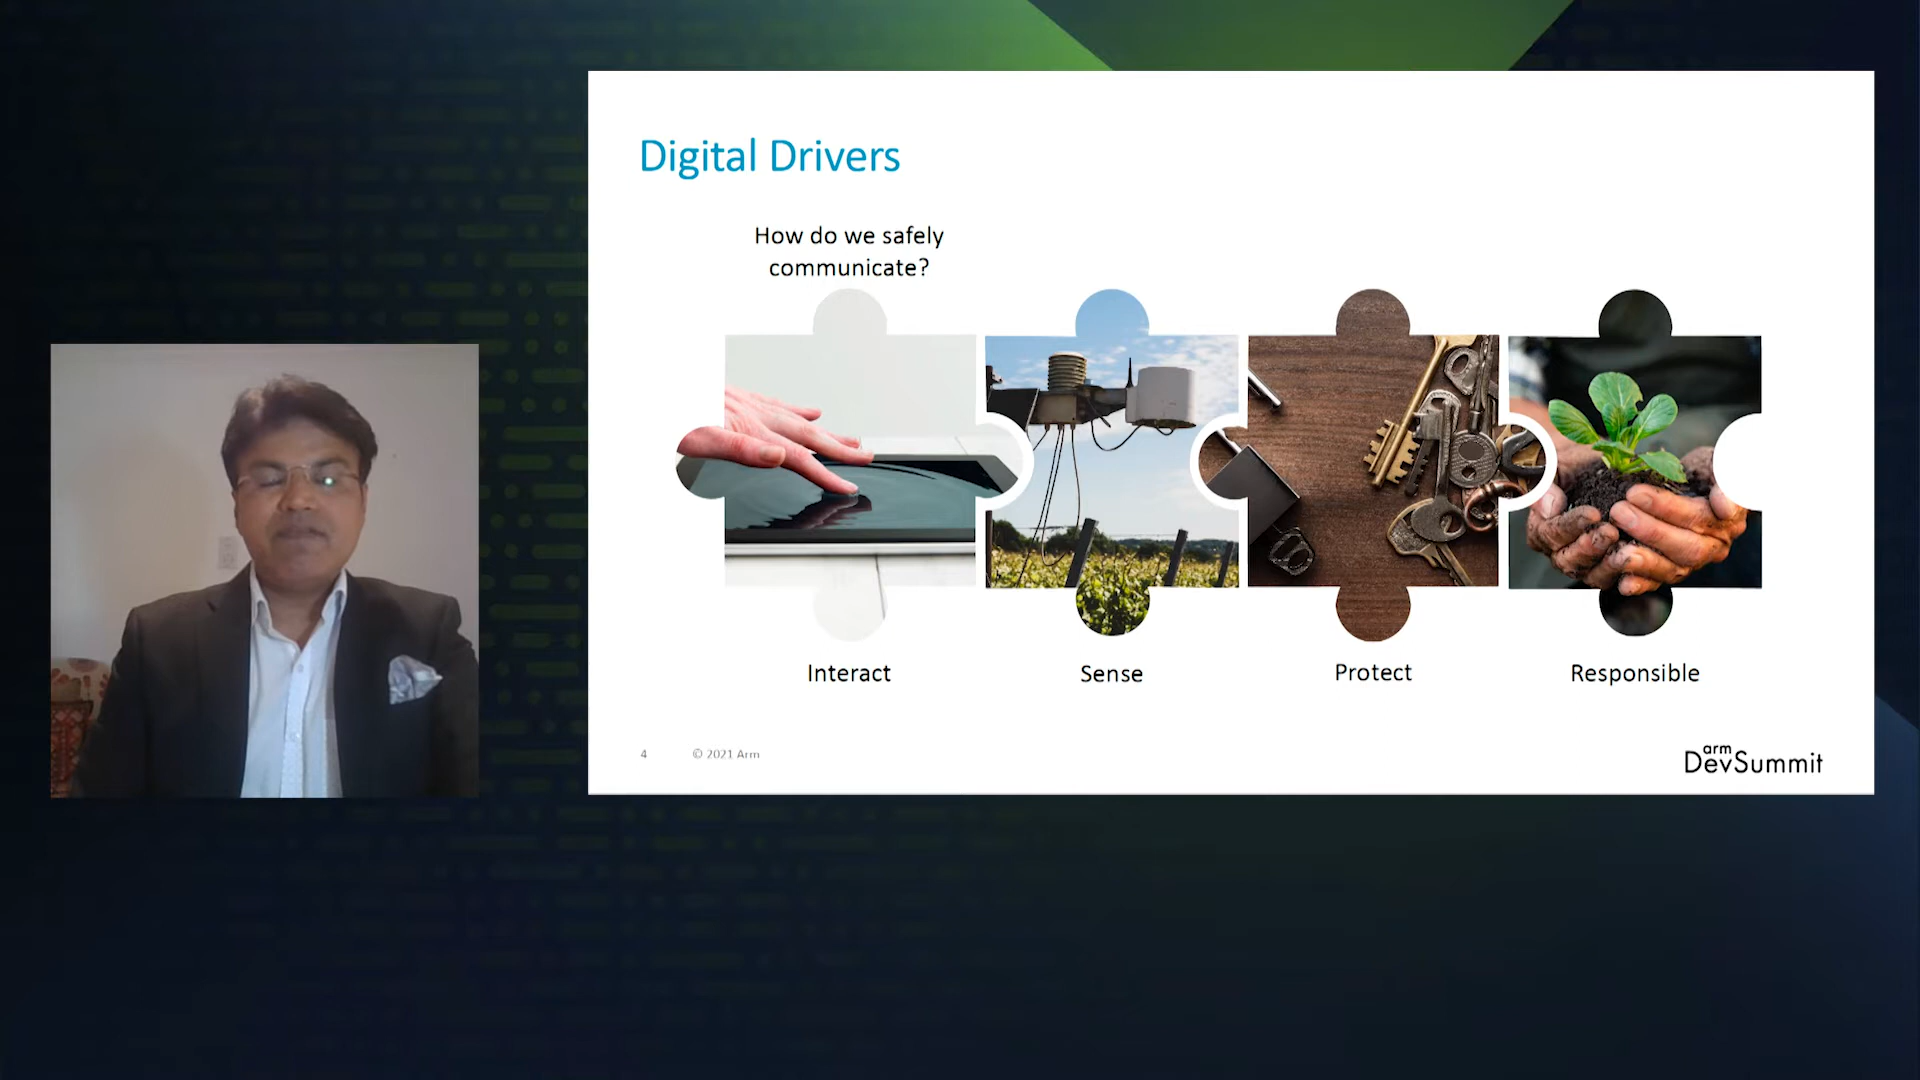 Digital Drivers
How do we safely
communicate?
Interact
Sense
Protect
Responsible
4
© 2021 Arm
arm
DevSummit